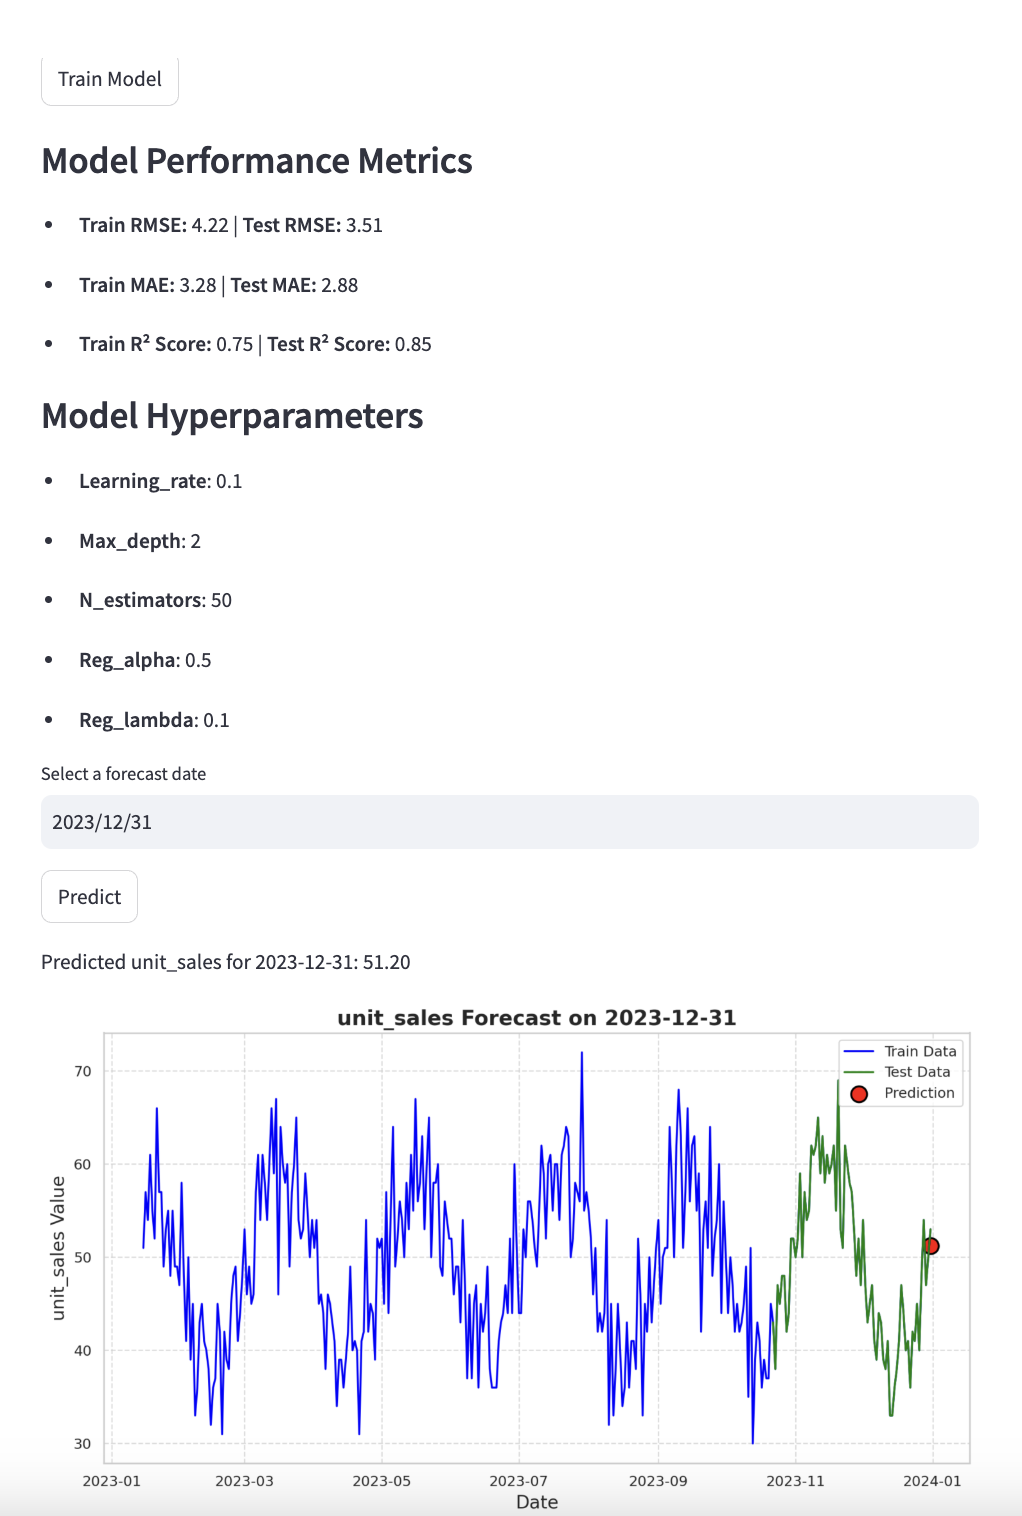 Train Model
Model Performance Metrics
• Train RMSE: 4.22 | Test RMSE: 3.51
• Train MAE: 3.28 | Test MAE: 2.88
• Train R² Score: 0.75 | Test R² Score: 0.85
Model Hyperparameters
• Learning_rate: 0.1
• Max_depth: 2
• N_estimators: 50
• Reg_alpha: 0.5
• Reg_lambda: 0.1
Select a forecast date
2023/12/31
Predict
Predicted unit_sales for 2023-12-31: 51.20
unit_sales Forecast on 2023-12-31
Train Data
Test Data
Prediction
unit_sales Value
70
60
50
40
30
2023-01 2023-03 2023-05 2023-07 2023-09 2023-11 2024-01
Date